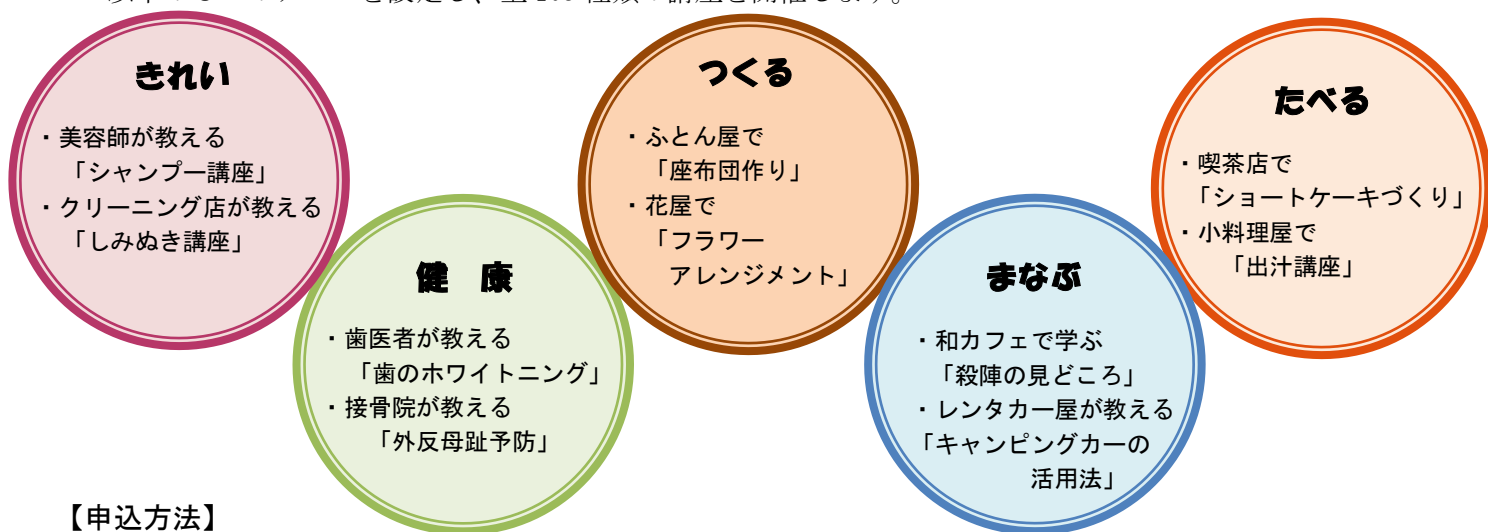 きれい
・美容師が教える
「シャンプー講座」
・クリーニング店が教える
「しみぬき講座」
健 康
・歯医者が教える
「歯のホワイトニング」
・接骨院が教える
「外反母趾予防」
つくる
・ふとん屋で
「座布団作り」
・花屋で
「フラワー
アレンジメント」
まなぶ
・和カフェで学ぶ
「殺陣の見どころ」
・レンタカー屋が教える
「キャンピングカーの
活用法」
たべる
・喫茶店で
「ショートケーキづくり」
・小料理屋で
「出汁講座」
【申込方法】